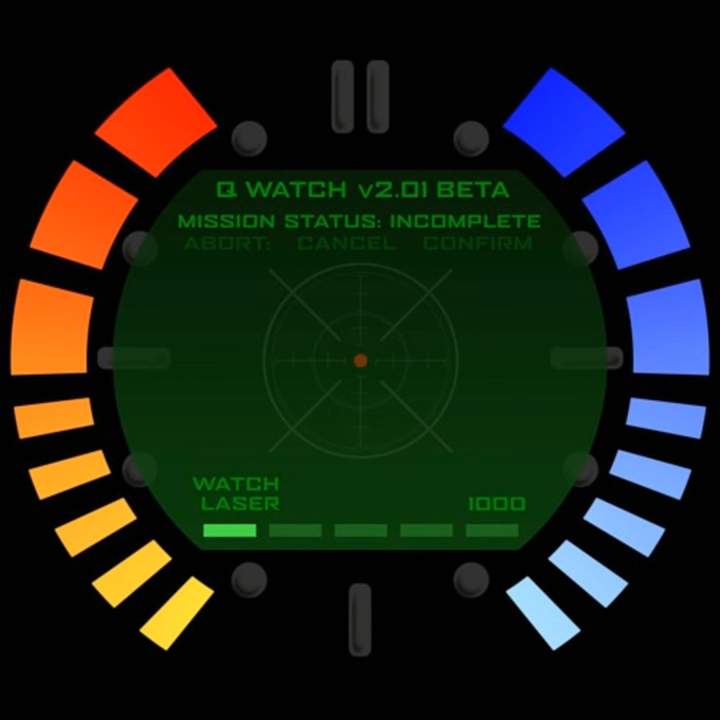 Q WATCH v2.01 BETA
MISSION STATUS: INCOMPLETE
ABORT: CANCEL CONFIRM
WATCH
LASER 1000